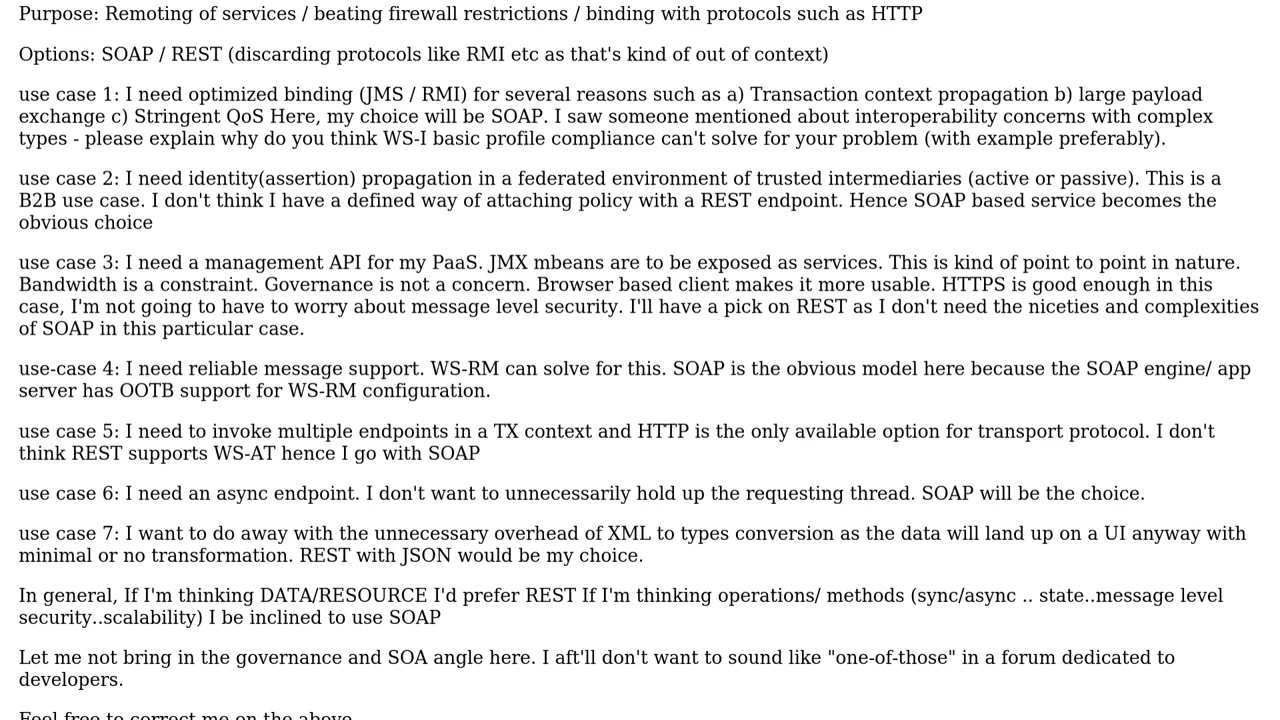 Purpose: Remoting of services / beating firewall restrictions / binding with protocols such as HTTP
Options: SOAP / REST (discarding protocols like RMI etc as that's kind of out of context)
use case 1: I need optimized binding (JMS / RMI) for several reasons such as a) Transaction context propagation b) large payload
exchange c) Stringent QoS Here, my choice will be SOAP. I saw someone mentioned about interoperability concerns with complex
types - please explain why do you think WS-I basic profile compliance can't solve for your problem (with example preferably).
use case 2: I need identity(assertion) propagation in a federated environment of trusted intermediaries (active or passive). This is a
B2B use case. I don't think I have a defined way of attaching policy with a REST endpoint. Hence SOAP based service becomes the
obvious choice
use case 3: I need a management API for my PaaS. JMX mbeans are to be exposed as services. This is kind of point to point in nature.
Bandwidth is a constraint. Governance is not a concern. Browser based client makes it more usable. HTTPS is good enough in this
case, I'm not going to have to worry about message level security. I'll have a pick on REST as I don't need the niceties and complexities
of SOAP in this particular case.
use-case 4: I need reliable message support. WS-RM can solve for this. SOAP is the obvious model here because the SOAP engine/ app
server has OOTB support for WS-RM configuration.
use case 5: I need to invoke multiple endpoints in a TX context and HTTP is the only available option for transport protocol. I don't
think REST supports WS-AT hence I go with SOAP
use case 6: I need an async endpoint. I don't want to unnecessarily hold up the requesting thread. SOAP will be the choice.
use case 7: I want to do away with the unnecessary overhead of XML to types conversion as the data will land up on a UI anyway with
minimal or no transformation. REST with JSON would be my choice.
In general, If I'm thinking DATA/RESOURCE I'd prefer REST If I'm thinking operations/ methods (sync/async .. state..message level
security..scalability) I be inclined to use SOAP
Let me not bring in the governance and SOA angle here. I aft'll don't want to sound like "one-of-those" in a forum dedicated to
developers.
Feel free to correct me on the above